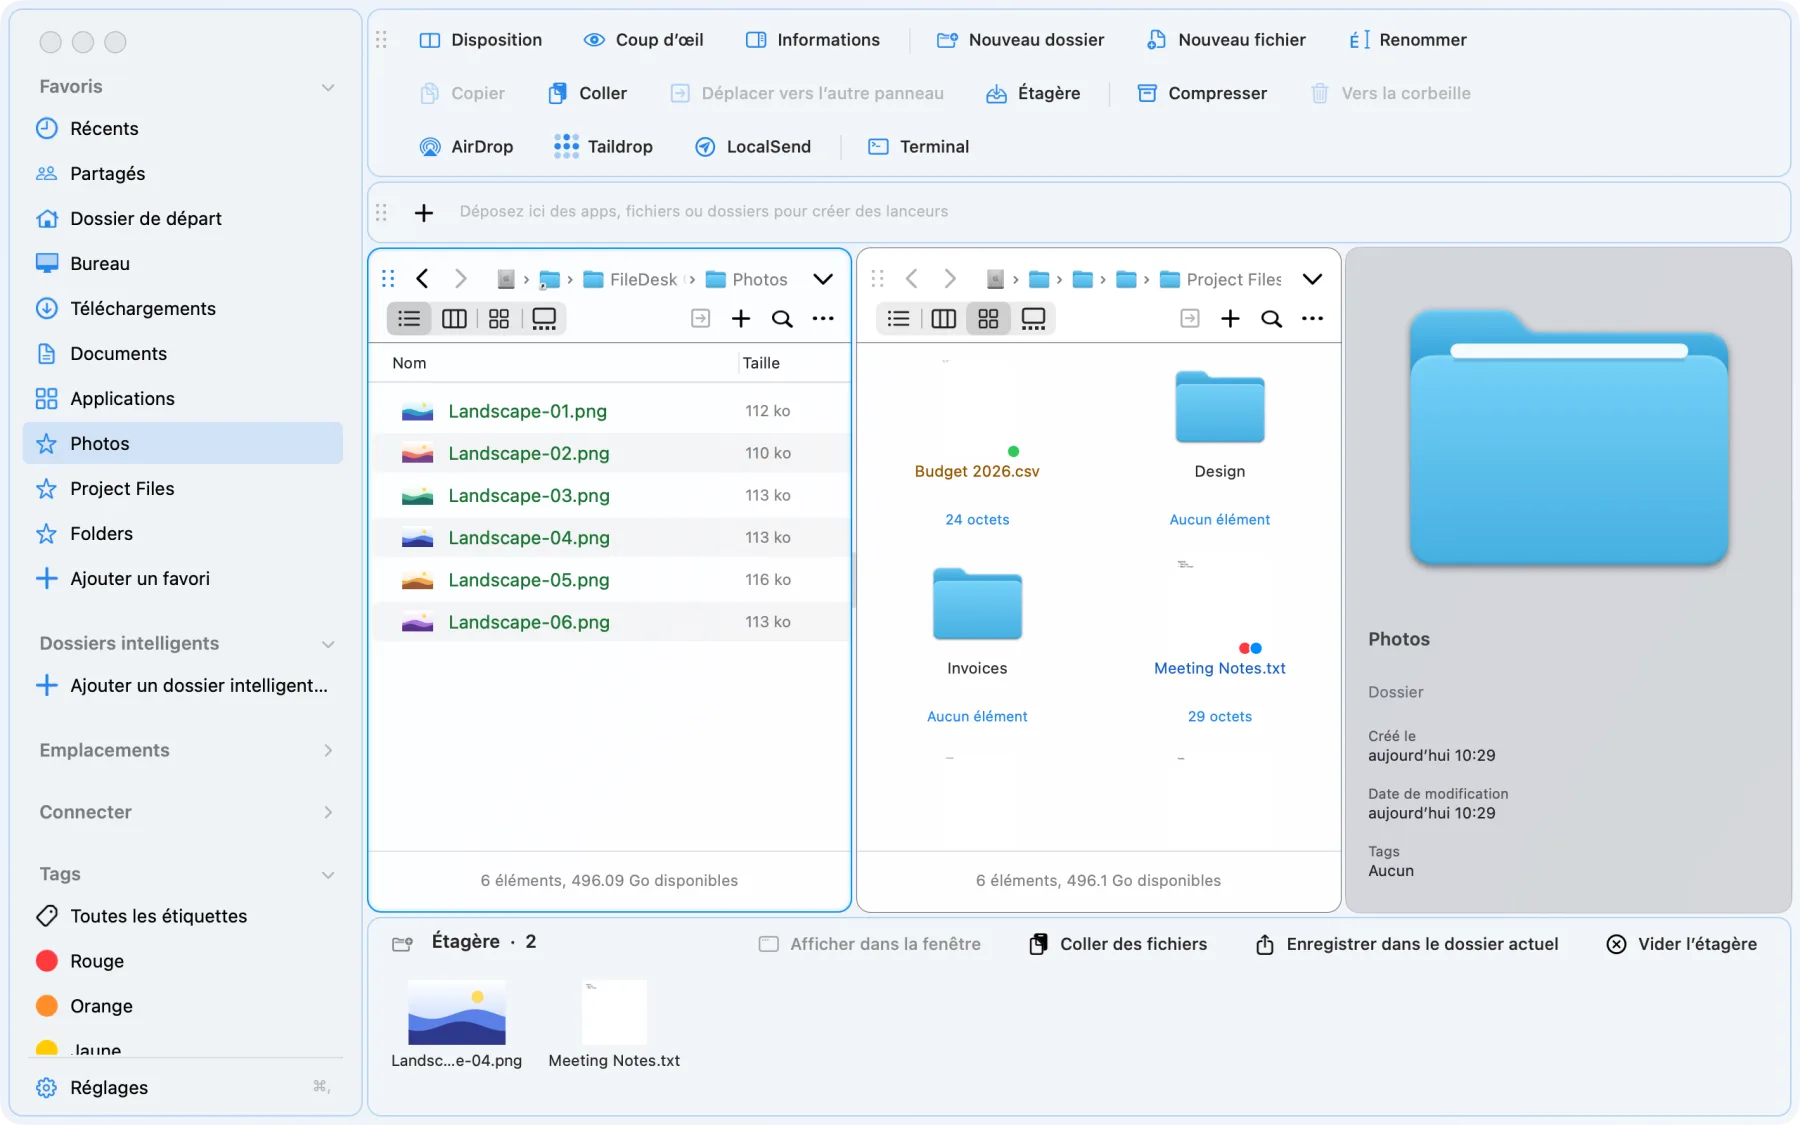 Favoris
Récents
Partagés
Dossier de départ
Bureau
Téléchargements
Documents
Applications
Photos
Project Files
Folders
Ajouter un favori
Dossiers intelligents
Ajouter un dossier intelligent...
Emplacements
Connecter
Tags
Toutes les étiquettes
Rouge
Orange
Jaune
Réglages ⌘,
Disposition Coup d’œil Informations Nouveau dossier Nouveau fichier Renommer
Copier Coller Déplacer vers l’autre panneau Étagère Compresser Vers la corbeille
AirDrop Taildrop LocalSend Terminal
Déposez ici des apps, fichiers ou dossiers pour créer des lanceurs
FileDesk Photos
Nom Taille
Landscape-01.png 112 ko
Landscape-02.png 110 ko
Landscape-03.png 113 ko
Landscape-04.png 113 ko
Landscape-05.png 116 ko
Landscape-06.png 113 ko
6 éléments, 496.09 Go disponibles
Project Files
Budget 2026.csv
24 octets
Design
Aucun élément
Invoices
Aucun élément
Meeting Notes.txt
29 octets
6 éléments, 496.1 Go disponibles
Photos
Dossier
Créé le
aujourd’hui 10:29
Date de modification
aujourd’hui 10:29
Tags
Aucun
Étagère · 2
Afficher dans la fenêtre Coller des fichiers Enregistrer dans le dossier actuel Vider l’étagère
Landsc...e-04.png
Meeting Notes.txt